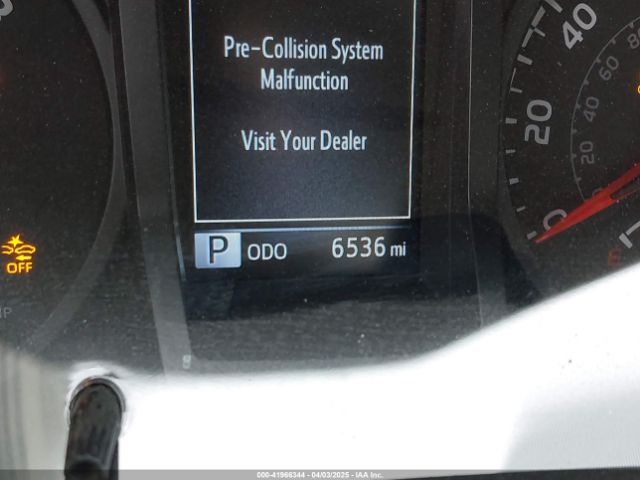 Pre-Collision System
Malfunction
Visit Your Dealer
P ODO 6536 mi
OFF
0 20 40
20 40 60 80
E
000-41966344 - 04/03/2025 - IAA Inc.